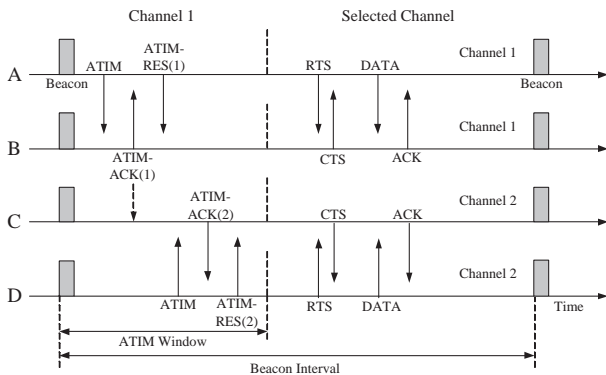 Channel 1
Selected Channel
ATIM
ATIM-
RES(1)
RTS
DATA
Channel 1
A
Beacon
Beacon
Channel 1
B
ATIM-
ACK(1)
CTS
ACK
ATIM-
ACK(2)
CTS
ACK
Channel 2
C
Channel 2
D
ATIM
ATIM-
RES(2)
RTS
DATA
Time
ATIM Window
Beacon Interval